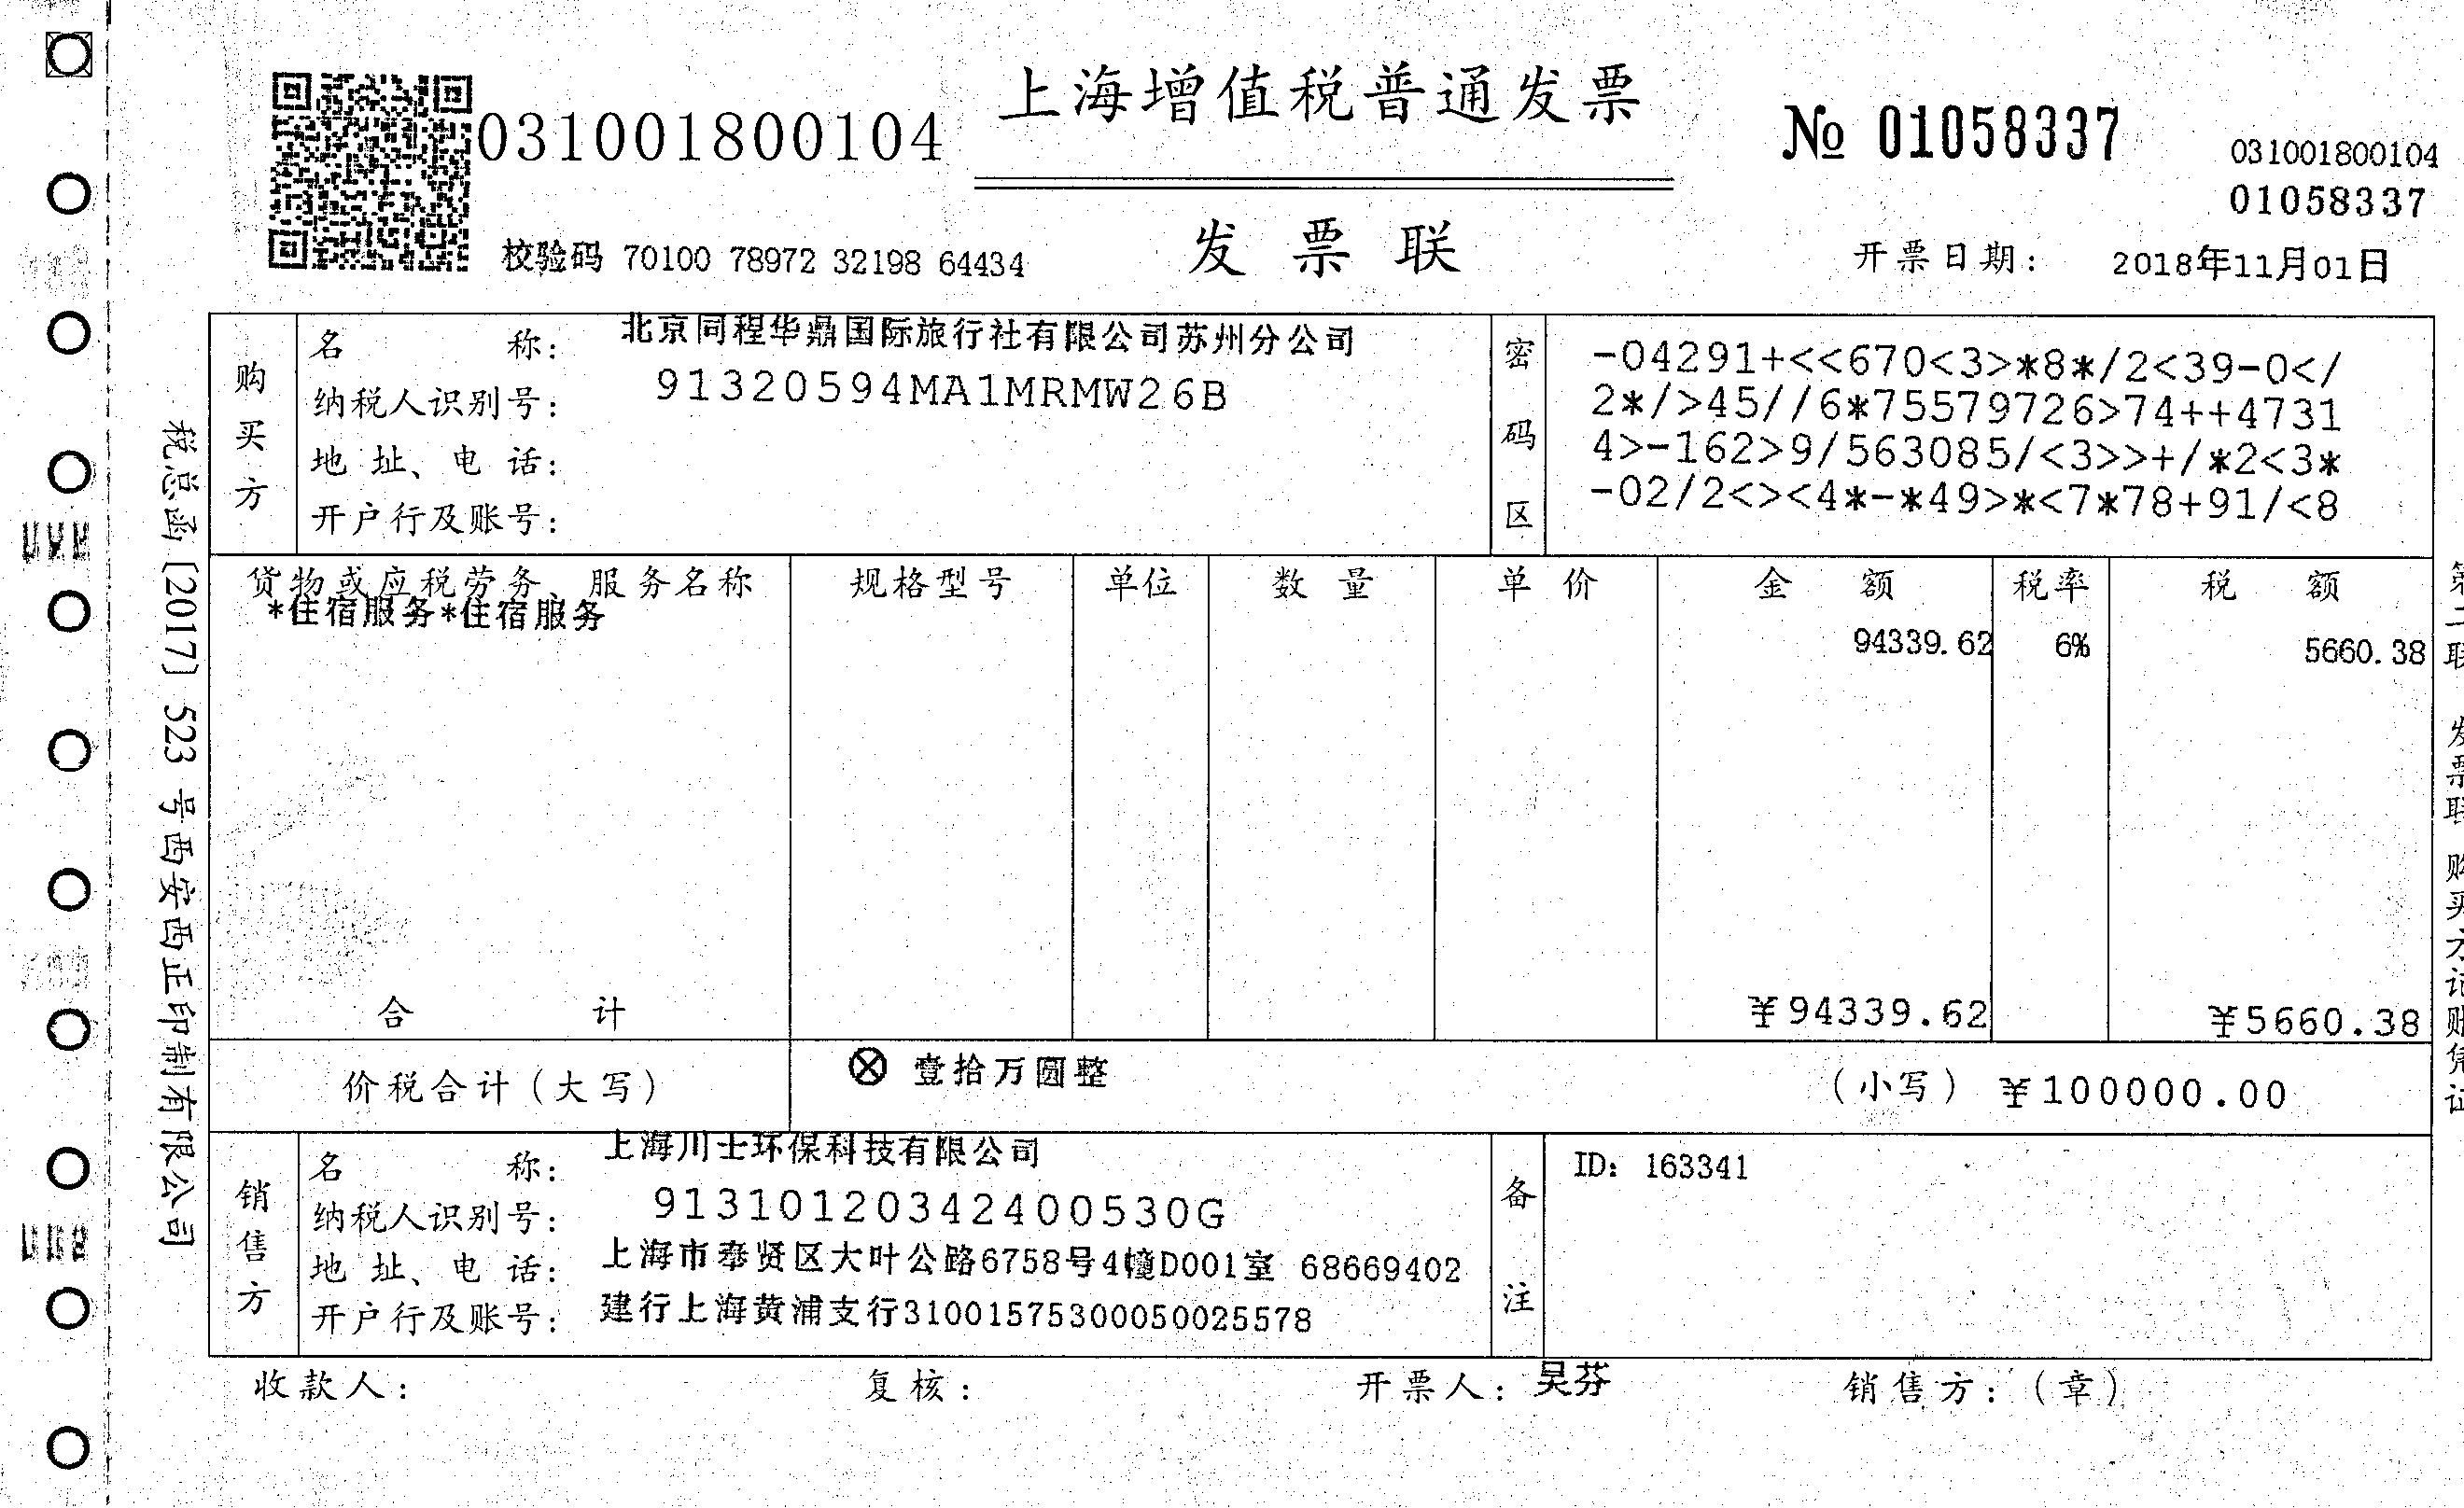 上海增值税普通发票
031001800104
№ 01058337
031001800104
01058337
校验码 70100 78972 32198 64434
发票联
开票日期: 2018年11月01日
购买方
名称: 北京同程华鼎国际旅行社有限公司苏州分公司
纳税人识别号: 91320594MA1MRMW26B
地址、电话:
开户行及账号:
密码区
-04291+<<670<3>*8*/2<39-0</
2*/>45//6*75579726>74++4731
4>-162>9/563085/<3>>+/*2<3*
-02/2<><4*-*49>*<7*78+91/<8
货物或应税劳务、服务名称 规格型号 单位 数量 单价 金额 税率 税额
*住宿服务*住宿服务 94339.62 6% 5660.38
合计 ¥94339.62 ¥5660.38
价税合计(大写) ⊗壹拾万圆整 (小写) ¥100000.00
销售方
名称: 上海川士环保科技有限公司
纳税人识别号: 91310120342400530G
地址、电话: 上海市奉贤区大叶公路6758号4幢D001室 68669402
开户行及账号: 建行上海黄浦支行31001575300050025578
备注
ID: 163341
收款人: 复核: 开票人: 吴芬 销售方:(章)
税总函[2017] 523 号西安西正印制有限公司
第二联 发票联 购买方记账凭证